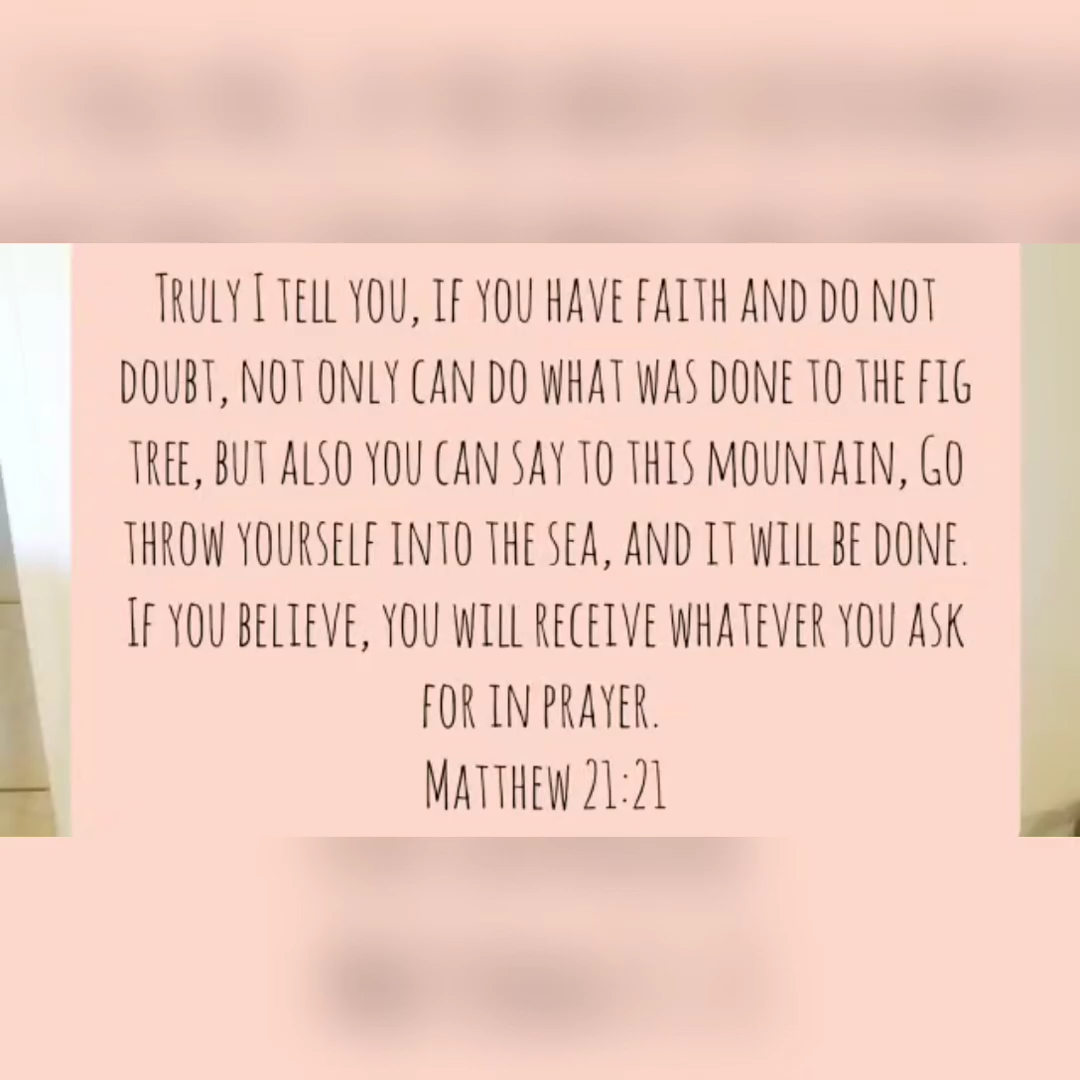 Truly I tell you, if you have faith and do not
doubt, not only can do what was done to the fig
tree, but also you can say to this mountain, Go
throw yourself into the sea, and it will be done.
If you believe, you will receive whatever you ask
for in prayer.
Matthew 21:21